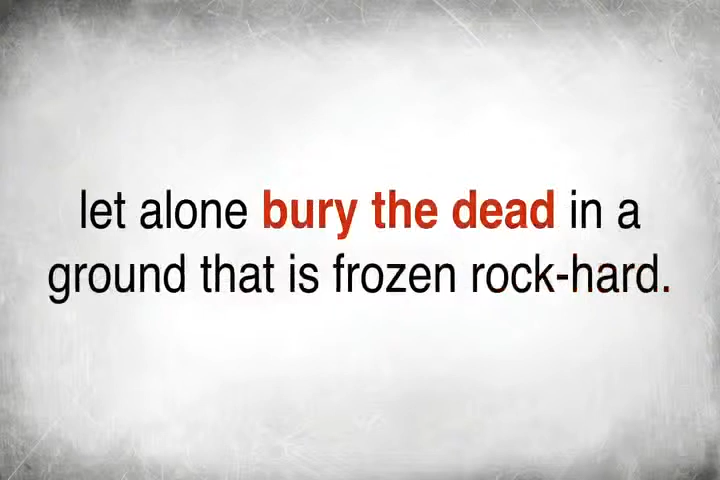 let alone bury the dead in a
ground that is frozen rock-hard.